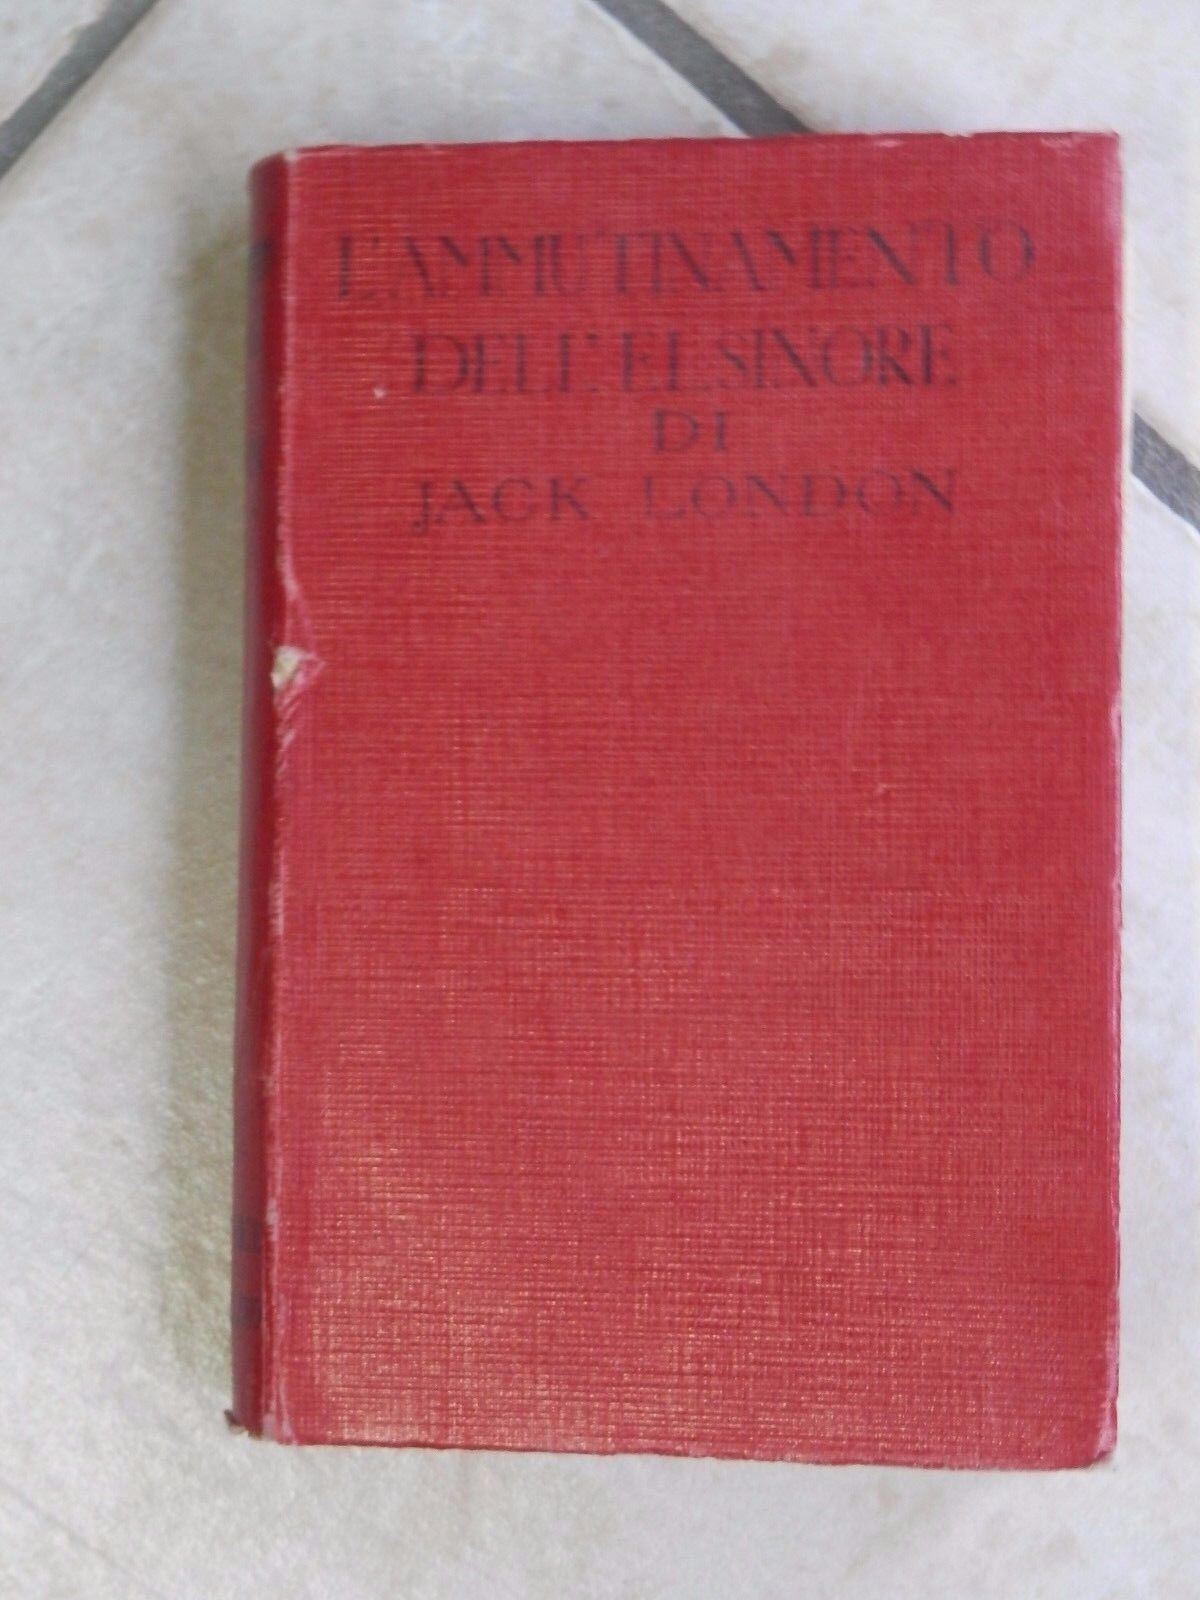 L'AMMUTINAMENTO
DELL'ELSINORE
DI
JACK LONDON